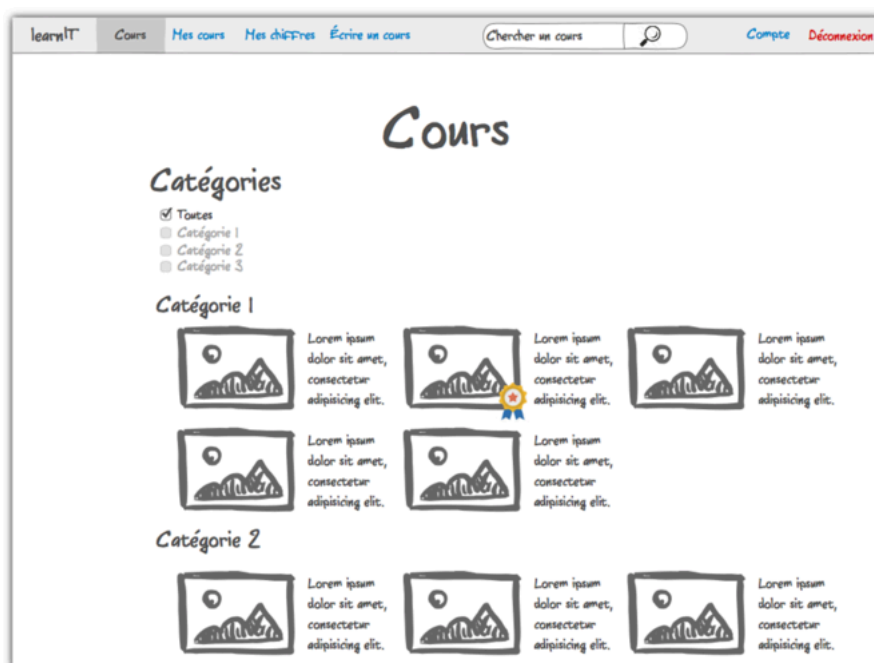 learnIT Cours Mes cours Mes chiffres Écrire un cours Chercher un cours Compte Déconnexion
Cours
Catégories
Toutes
Catégorie 1
Catégorie 2
Catégorie 3
Catégorie 1
Lorem ipsum
dolor sit amet,
consectetur
adipisicing elit.
Lorem ipsum
dolor sit amet,
consectetur
adipisicing elit.
Lorem ipsum
dolor sit amet,
consectetur
adipisicing elit.
Lorem ipsum
dolor sit amet,
consectetur
adipisicing elit.
Lorem ipsum
dolor sit amet,
consectetur
adipisicing elit.
Catégorie 2
Lorem ipsum
dolor sit amet,
consectetur
adipisicing elit.
Lorem ipsum
dolor sit amet,
consectetur
adipisicing elit.
Lorem ipsum
dolor sit amet,
consectetur
adipisicing elit.